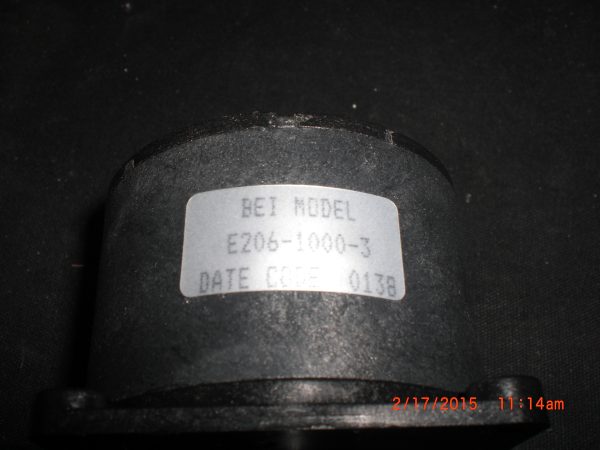 BEI MODEL
E206-1000-3
DATE CODE 0138
2/17/2015 11:14am